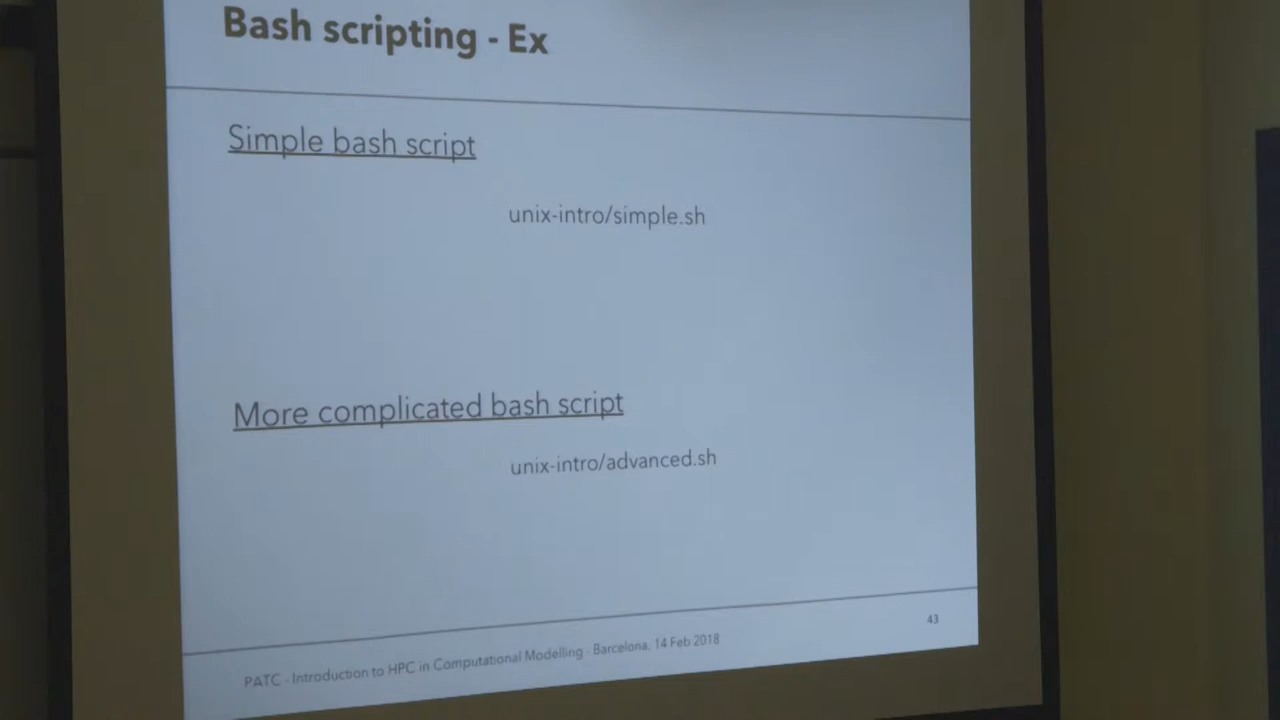 Bash scripting - Ex
Simple bash script
unix-intro/simple.sh
More complicated bash script
unix-intro/advanced.sh
43
PATC - Introduction to HPC in Computational Modelling - Barcelona, 14 Feb 2018